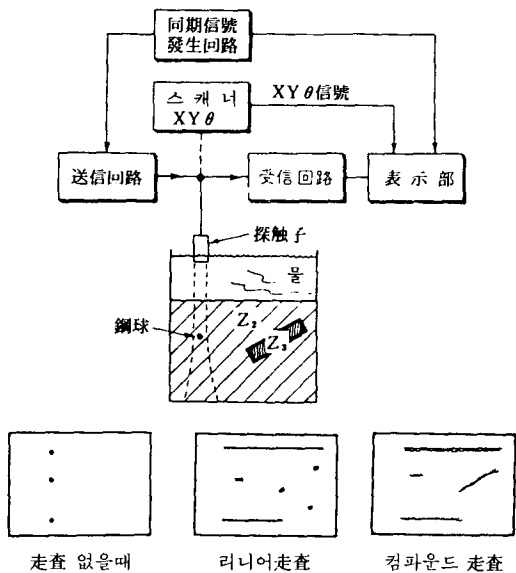 同期信號
發生回路
스캐너
XYθ
XYθ信號
送信回路
受信回路
表示部
探触子
물
鋼球
Z₂
Z₃
走査 없을때
리니어走査
컴파운드 走査